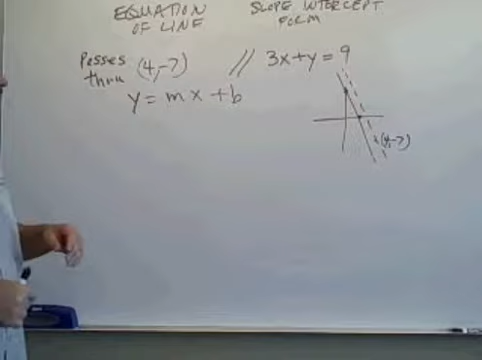 EQUATION OF LINE
SLOPE INTERCEPT FORM
Passes thru (4,-7) // 3x+y=9
y = mx + b
(4,-7)